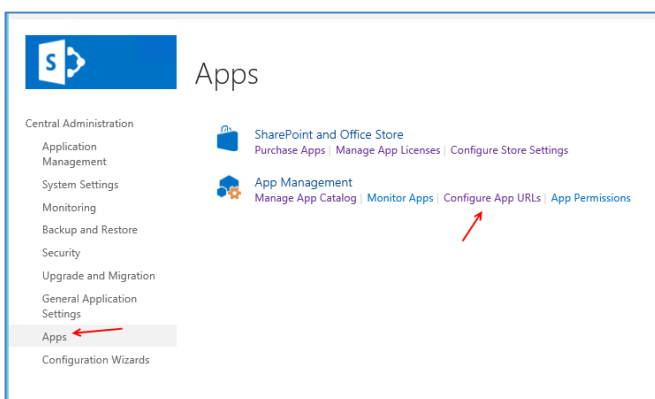 S
Apps
Central Administration
Application
Management
System Settings
Monitoring
Backup and Restore
Security
Upgrade and Migration
General Application
Settings
Apps
Configuration Wizards
SharePoint and Office Store
Purchase Apps | Manage App Licenses | Configure Store Settings
App Management
Manage App Catalog | Monitor Apps | Configure App URLs | App Permissions